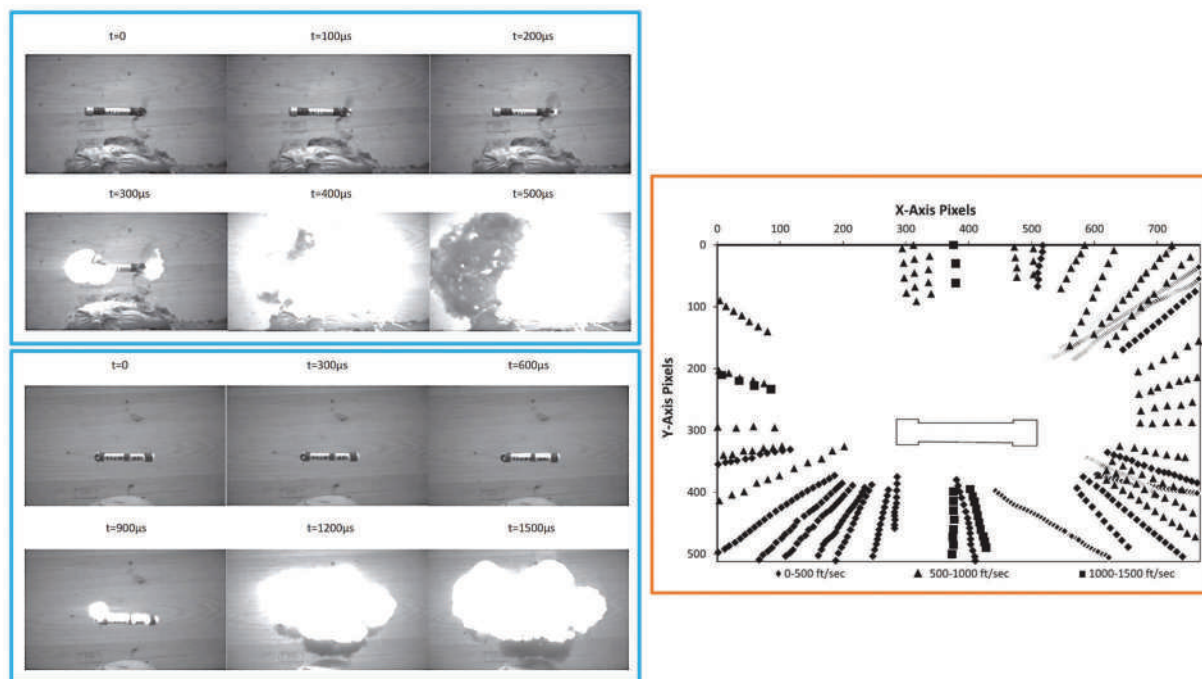 t=0 t=100µs t=200µs
t=300µs t=400µs t=500µs
t=0 t=300µs t=600µs
t=900µs t=1200µs t=1500µs
X-Axis Pixels
0 100 200 300 400 500 600 700
0
100
200
300
400
500
Y-Axis Pixels
0-500 ft/sec 500-1000 ft/sec 1000-1500 ft/sec